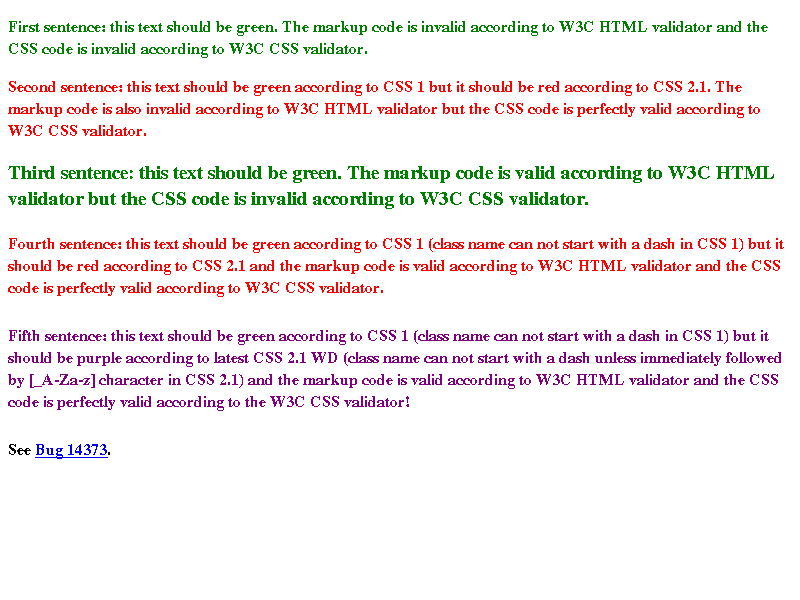 First sentence: this text should be green. The markup code is invalid according to W3C HTML validator and the
CSS code is invalid according to W3C CSS validator.
Second sentence: this text should be green according to CSS 1 but it should be red according to CSS 2.1. The
markup code is also invalid according to W3C HTML validator but the CSS code is perfectly valid according to
W3C CSS validator.
Third sentence: this text should be green. The markup code is valid according to W3C HTML
validator but the CSS code is invalid according to W3C CSS validator.
Fourth sentence: this text should be green according to CSS 1 (class name can not start with a dash in CSS 1) but it
should be red according to CSS 2.1 and the markup code is valid according to W3C HTML validator and the CSS
code is perfectly valid according to W3C CSS validator.
Fifth sentence: this text should be green according to CSS 1 (class name can not start with a dash in CSS 1) but it
should be purple according to latest CSS 2.1 WD (class name can not start with a dash unless immediately followed
by [_A-Za-z] character in CSS 2.1) and the markup code is valid according to W3C HTML validator and the CSS
code is perfectly valid according to the W3C CSS validator!
See Bug 14373.